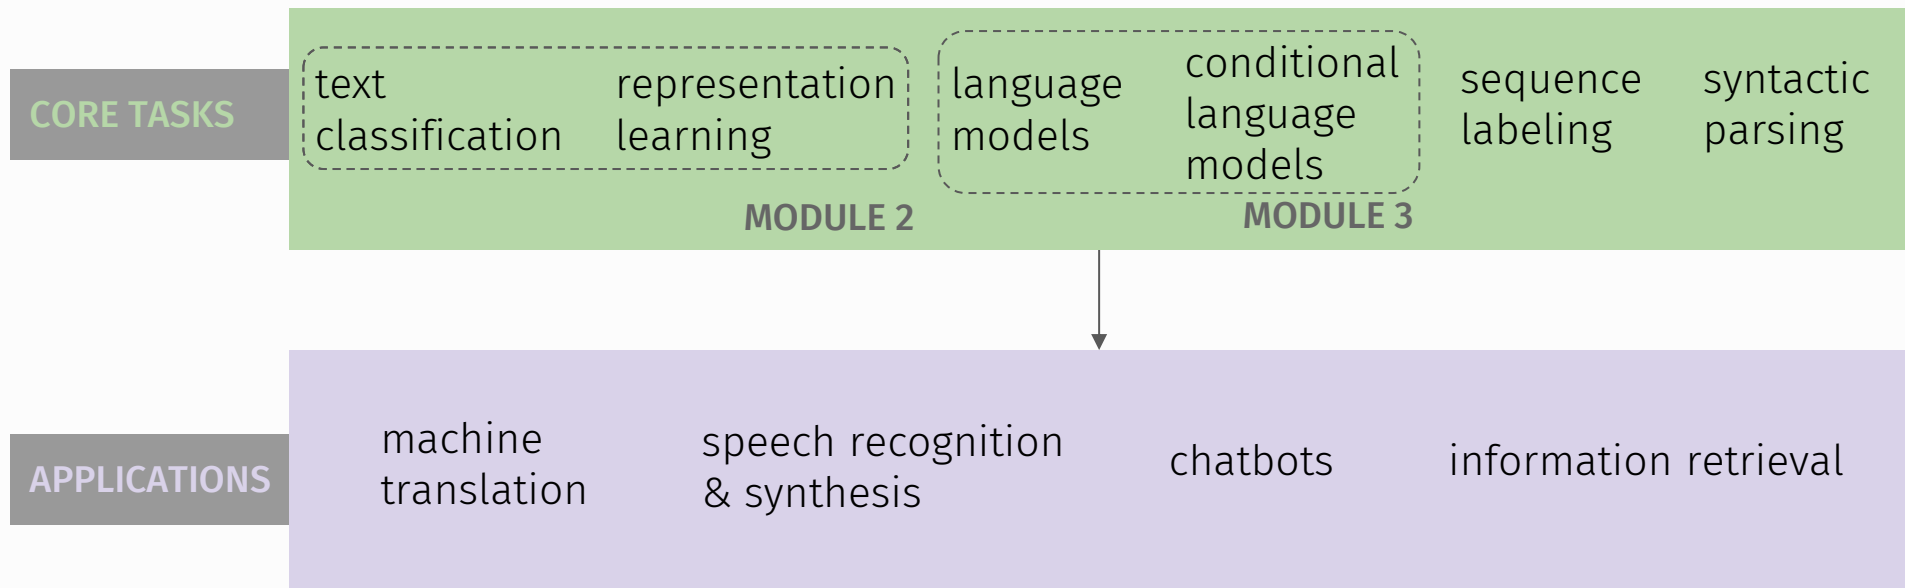 CORE TASKS
text
classification
representation
learning
language
models
conditional
language
models
sequence
labeling
syntactic
parsing
MODULE 2
MODULE 3
APPLICATIONS
machine
translation
speech recognition
& synthesis
chatbots
information retrieval